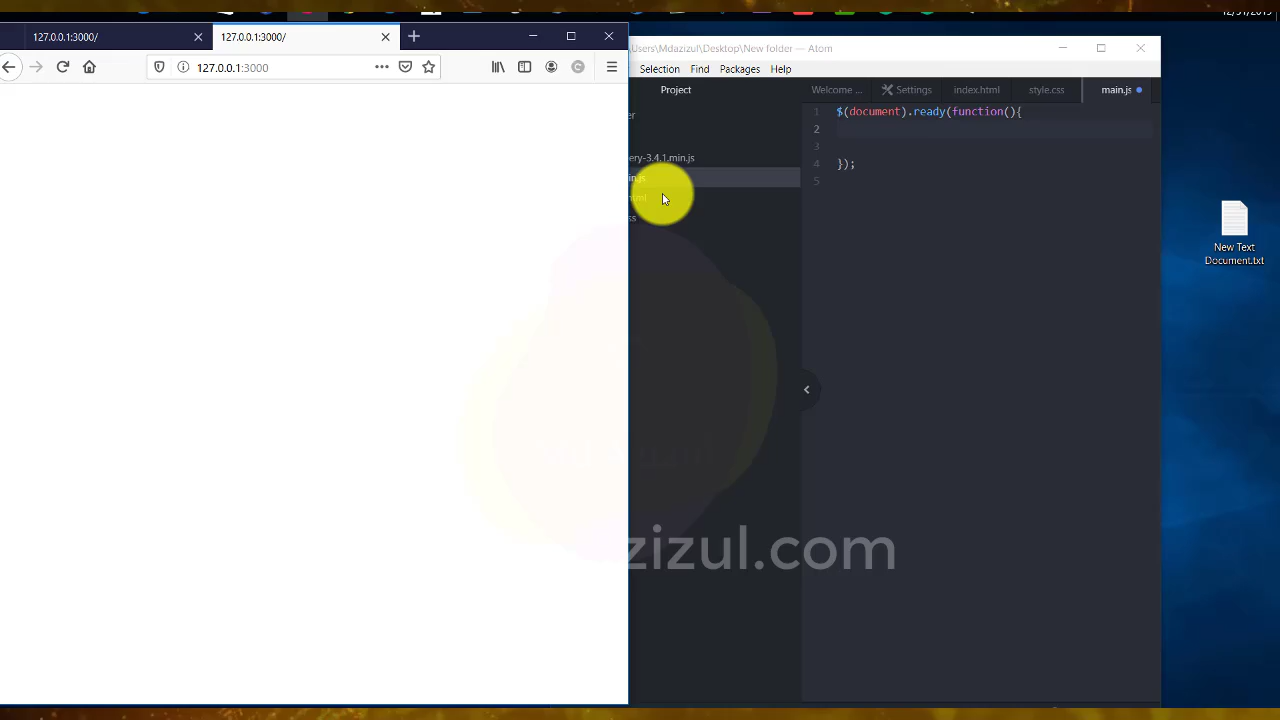 127.0.0.1:3000/
127.0.0.1:3000/
127.0.0.1:3000
\Users\Mdazizul\Desktop\New folder — Atom
Selection Find Packages Help
Project
ery-3.4.1.min.js
Welcome ... Settings index.html style.css main.js
1 $(document).ready(function(){
2
3
4 });
5
New Text
Document.txt
zizul.com